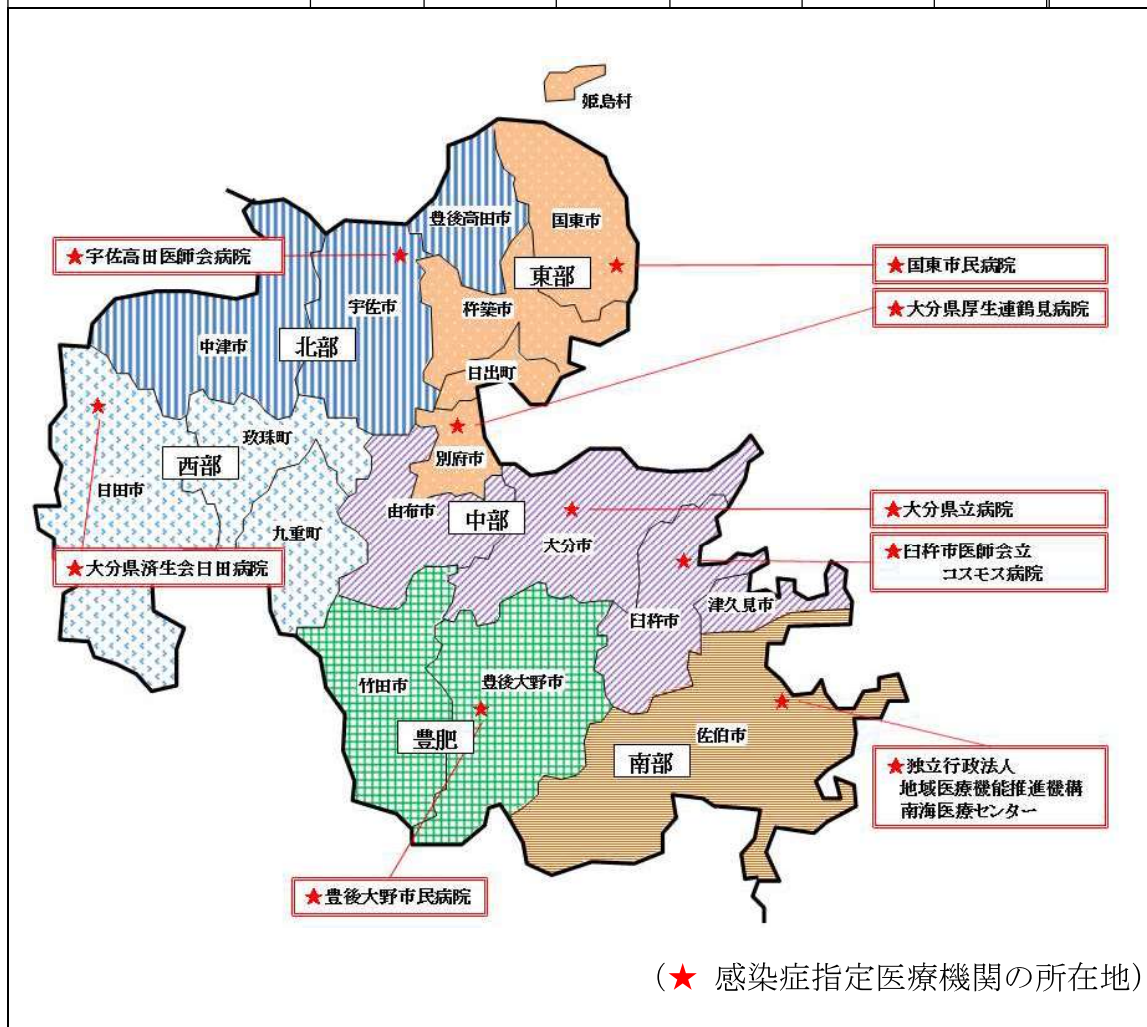 姫島村
豊後高田市
国東市
★宇佐高田医師会病院
東部
★国東市民病院
宇佐市
杵築市
★大分県厚生連鶴見病院
中津市
北部
日出町
玖珠町
別府市
西部
日田市
由布市
中部
★大分県立病院
九重町
大分市
★臼杵市医師会立
コスモス病院
★大分県済生会日田病院
津久見市
臼杵市
竹田市
豊後大野市
豊肥
佐伯市
南部
★独立行政法人
地域医療機能推進機構
南海医療センター
★豊後大野市民病院
(★ 感染症指定医療機関の所在地)